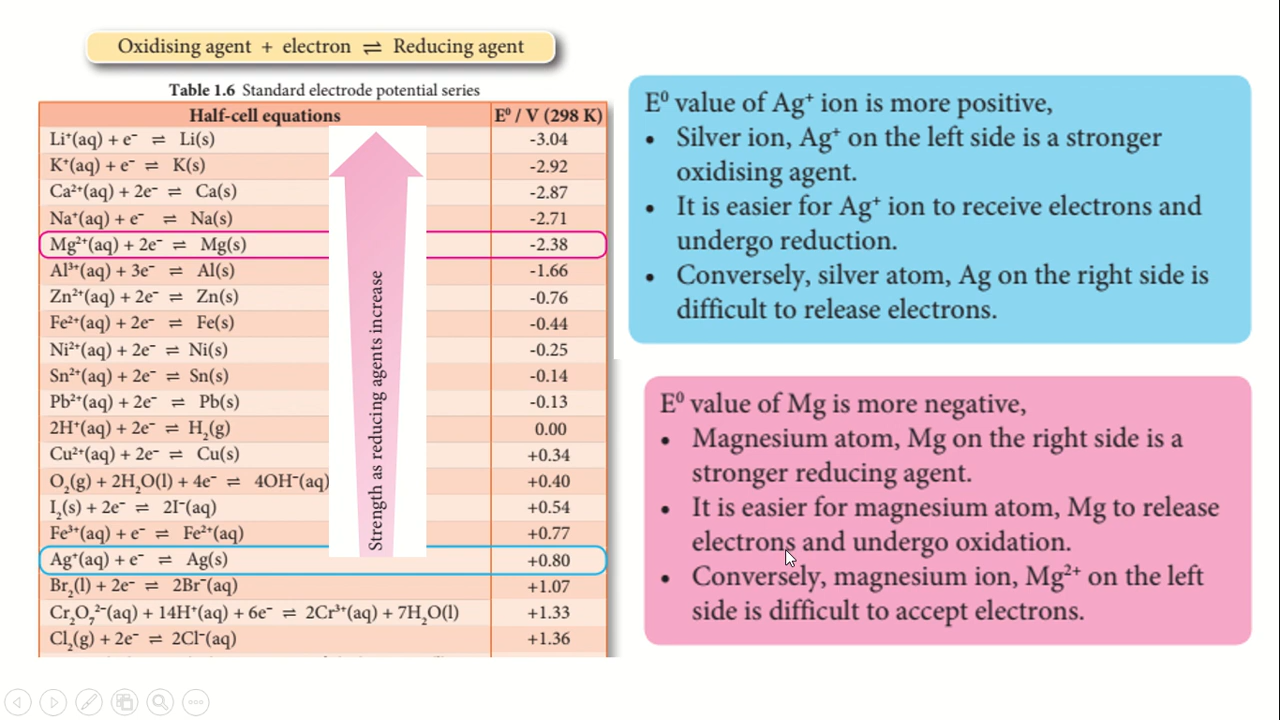 Oxidising agent + electron ⇌ Reducing agent
Table 1.6 Standard electrode potential series
Half-cell equations E⁰ / V (298 K)
Li⁺(aq) + e⁻ ⇌ Li(s) -3.04
K⁺(aq) + e⁻ ⇌ K(s) -2.92
Ca²⁺(aq) + 2e⁻ ⇌ Ca(s) -2.87
Na⁺(aq) + e⁻ ⇌ Na(s) -2.71
Mg²⁺(aq) + 2e⁻ ⇌ Mg(s) -2.38
Al³⁺(aq) + 3e⁻ ⇌ Al(s) -1.66
Zn²⁺(aq) + 2e⁻ ⇌ Zn(s) -0.76
Fe²⁺(aq) + 2e⁻ ⇌ Fe(s) -0.44
Ni²⁺(aq) + 2e⁻ ⇌ Ni(s) -0.25
Sn²⁺(aq) + 2e⁻ ⇌ Sn(s) -0.14
Pb²⁺(aq) + 2e⁻ ⇌ Pb(s) -0.13
2H⁺(aq) + 2e⁻ ⇌ H₂(g) 0.00
Cu²⁺(aq) + 2e⁻ ⇌ Cu(s) +0.34
O₂(g) + 2H₂O(l) + 4e⁻ ⇌ 4OH⁻(aq) +0.40
I₂(s) + 2e⁻ ⇌ 2I⁻(aq) +0.54
Fe³⁺(aq) + e⁻ ⇌ Fe²⁺(aq) +0.77
Ag⁺(aq) + e⁻ ⇌ Ag(s) +0.80
Br₂(l) + 2e⁻ ⇌ 2Br⁻(aq) +1.07
Cr₂O₇²⁻(aq) + 14H⁺(aq) + 6e⁻ ⇌ 2Cr³⁺(aq) + 7H₂O(l) +1.33
Cl₂(g) + 2e⁻ ⇌ 2Cl⁻(aq) +1.36
Strength as reducing agents increase
E⁰ value of Ag⁺ ion is more positive,
• Silver ion, Ag⁺ on the left side is a stronger
oxidising agent.
• It is easier for Ag⁺ ion to receive electrons and
undergo reduction.
• Conversely, silver atom, Ag on the right side is
difficult to release electrons.
E⁰ value of Mg is more negative,
• Magnesium atom, Mg on the right side is a
stronger reducing agent.
• It is easier for magnesium atom, Mg to release
electrons and undergo oxidation.
• Conversely, magnesium ion, Mg²⁺ on the left
side is difficult to accept electrons.